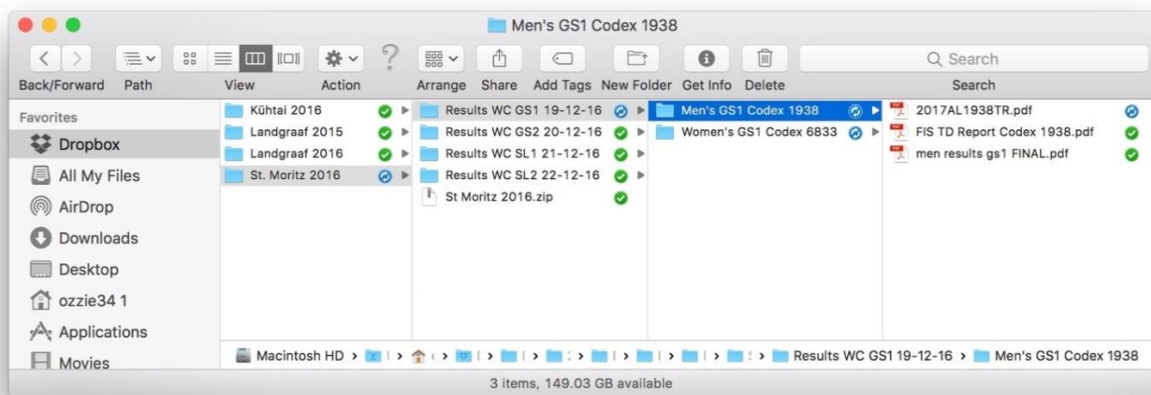 Men's GS1 Codex 1938
Back/Forward Path View Action Arrange Share Add Tags New Folder Get Info Delete Search
Search
Favorites
Dropbox
All My Files
AirDrop
Downloads
Desktop
ozzie34 1
Applications
Movies
Kühtai 2016
Landgraaf 2015
Landgraaf 2016
St. Moritz 2016
Results WC GS1 19-12-16
Results WC GS2 20-12-16
Results WC SL1 21-12-16
Results WC SL2 22-12-16
St Moritz 2016.zip
Men's GS1 Codex 1938
Women's GS1 Codex 6833
2017AL1938TR.pdf
FIS TD Report Codex 1938.pdf
men results gs1 FINAL.pdf
Macintosh HD › Results WC GS1 19-12-16 › Men's GS1 Codex 1938
3 items, 149.03 GB available